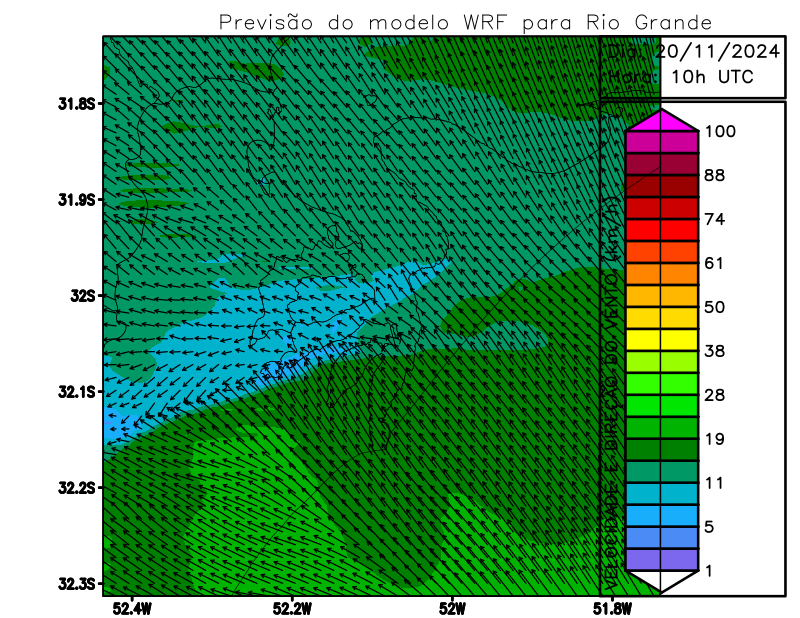 Previsão do modelo WRF para Rio Grande
Dia: 20/11/2024
Hora: 10h UTC
31.8S
31.9S
32S
32.1S
32.2S
32.3S
52.4W
52.2W
52W
51.8W
VELOCIDADE E DIREÇÃO DO VENTO (km/h)
100
88
74
61
50
38
28
19
11
5
1